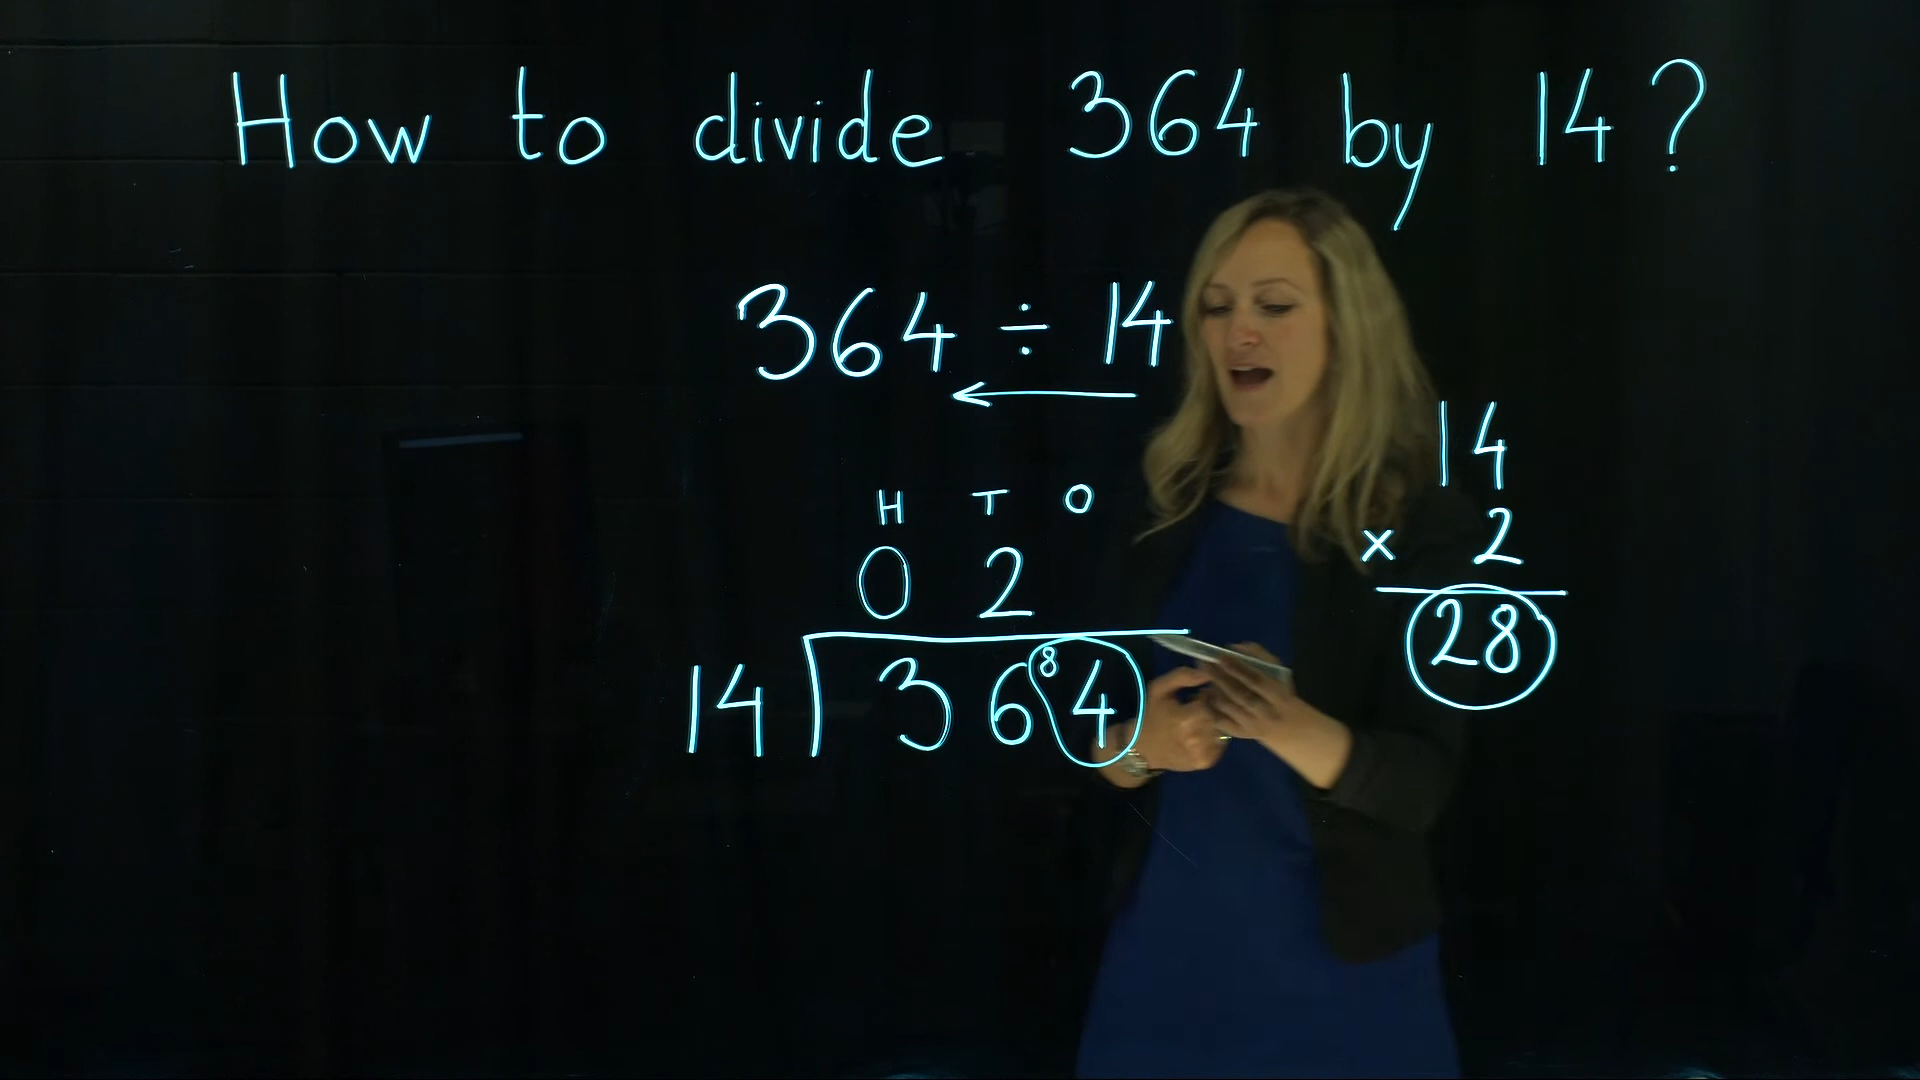 How to divide 364 by 14?
364 ÷ 14
←
14
× 2
28
H T O
0 2
14 3 6 8 4